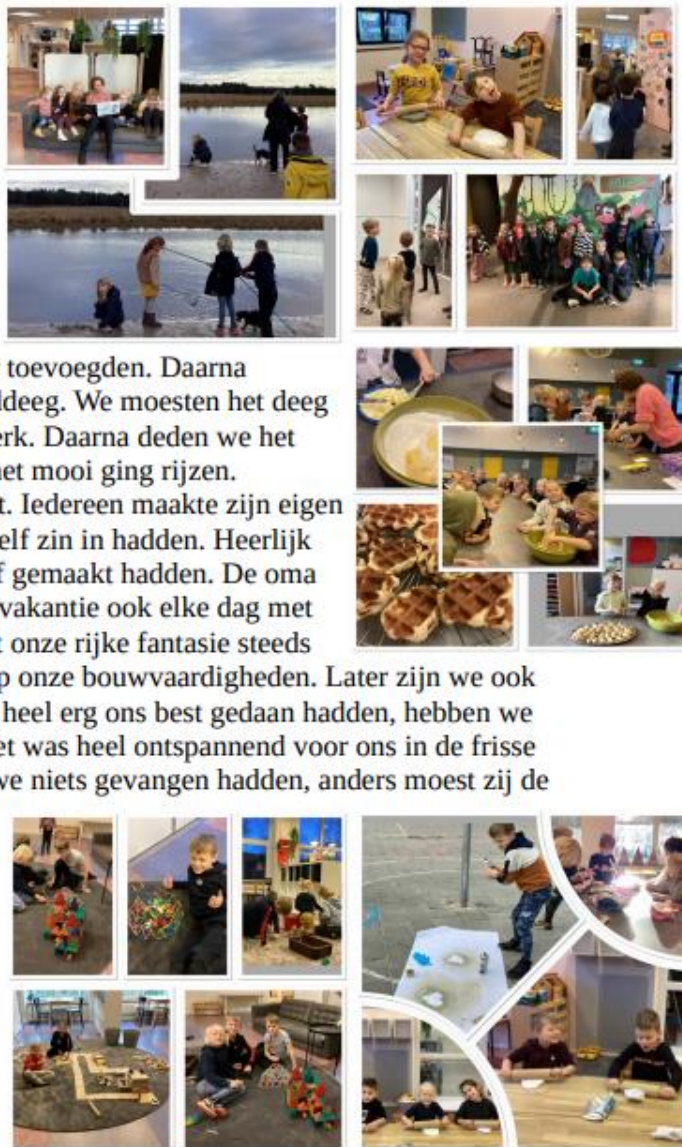 toevoegden. Daarna
deeg. We moesten het deeg
erk. Daarna deden we het
net mooi ging rijzen.
t. Iedereen maakte zijn eigen
elf zin in hadden. Heerlijk
f gemaakt hadden. De oma
vakantie ook elke dag met
t onze rijke fantasie steeds
p onze bouwvaardigheden. Later zijn we ook
heel erg ons best gedaan hadden, hebben we
et was heel ontspannend voor ons in de frisse
we niets gevangen hadden, anders moest zij de